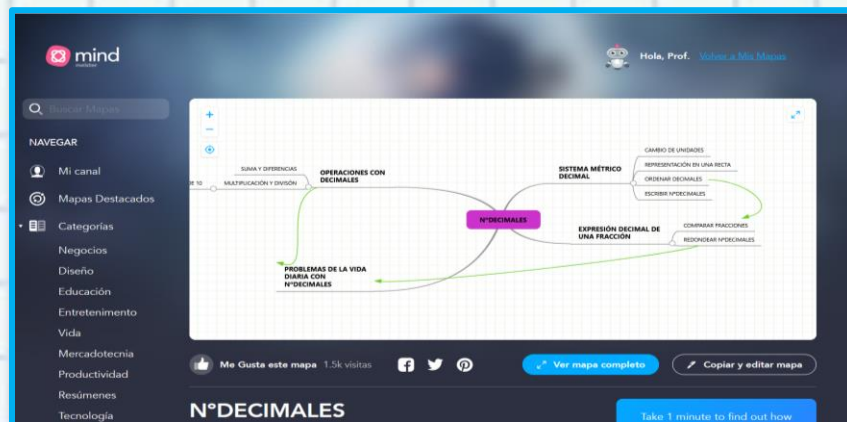 mind
meister
Hola, Prof. Volver a Mis Mapas
Buscar Mapas
NAVEGAR
Mi canal
Mapas Destacados
Categorías
Negocios
Diseño
Educación
Entretenimiento
Vida
Mercadotecnia
Productividad
Resúmenes
Tecnología
SUMA Y DIFERENCIAS
DE 10
MULTIPLICACIÓN Y DIVISÓN
OPERACIONES CON
DECIMALES
PROBLEMAS DE LA VIDA
DIARIA CON
NºDECIMALES
NºDECIMALES
SISTEMA MÉTRICO
DECIMAL
CAMBIO DE UNIDADES
REPRESENTACIÓN EN UNA RECTA
ORDENAR DECIMALES
ESCRIBIR NºDECIMALES
EXPRESIÓN DECIMAL DE
UNA FRACCIÓN
COMPARAR FRACCIONES
REDONDEAR NºDECIMALES
Me Gusta este mapa 1.5k visitas
Ver mapa completo
Copiar y editar mapa
NºDECIMALES
Take 1 minute to find out how